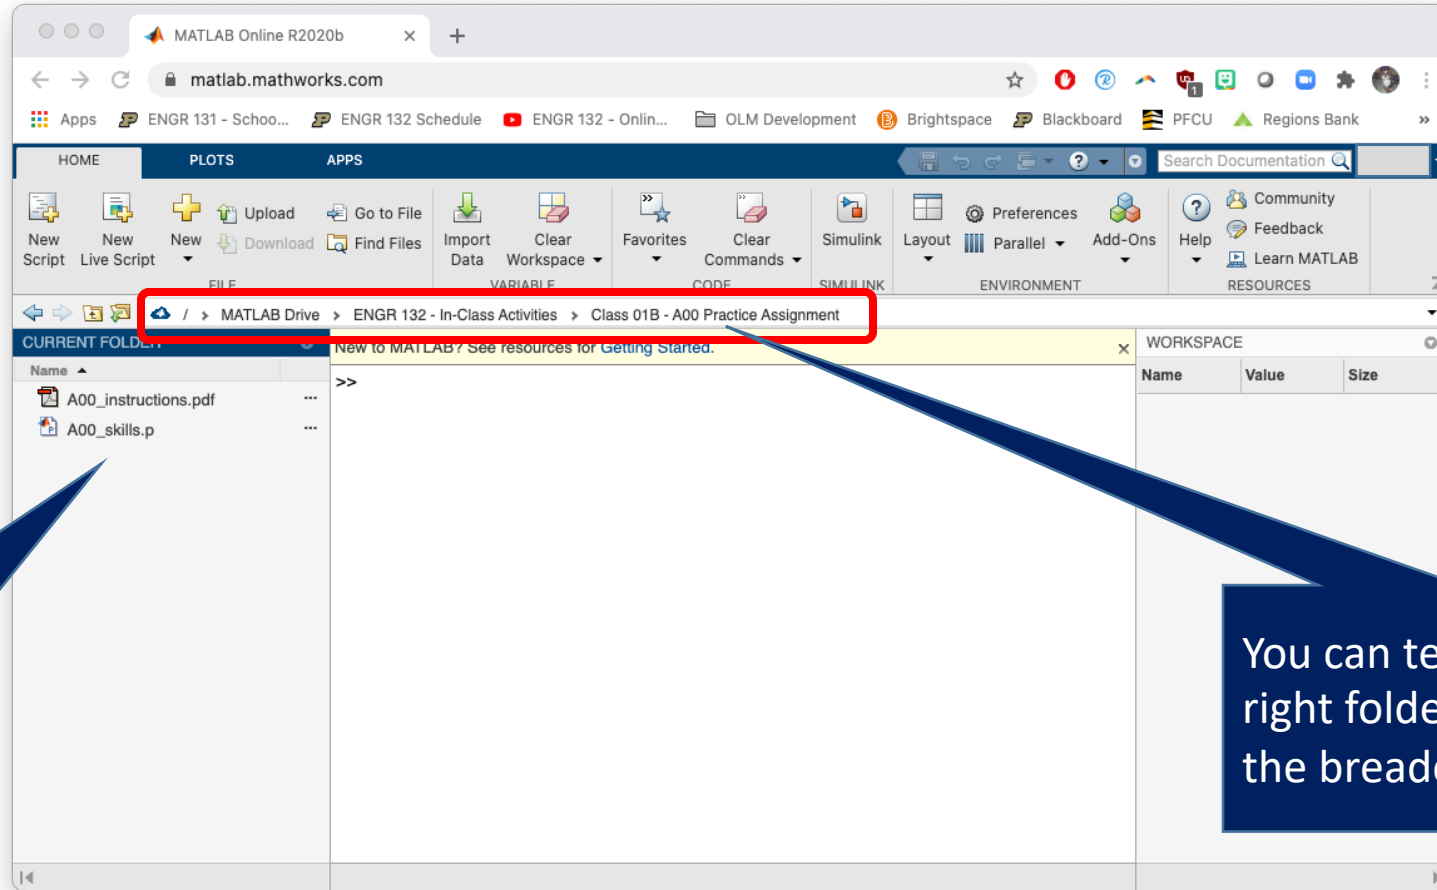 MATLAB Online R2020b
matlab.mathworks.com
1
Apps ENGR 131 - Schoo... ENGR 132 Schedule ENGR 132 - Onlin... OLM Development Brightspace Blackboard PFCU Regions Bank »
HOME PLOTS APPS Search Documentation
New Script
New Live Script
New
Upload
Download
Go to File
Find Files
Import Data
Clear Workspace
Favorites
Clear Commands
Simulink
Layout
Preferences
Parallel
Add-Ons
Help
Community
Feedback
Learn MATLAB
FILE VARIABLE CODE SIMULINK ENVIRONMENT RESOURCES
/ › MATLAB Drive › ENGR 132 - In-Class Activities › Class 01B - A00 Practice Assignment
CURRENT FOLDER
Name
A00_instructions.pdf ...
A00_skills.p ...
New to MATLAB? See resources for Getting Started.
>>
WORKSPACE
Name Value Size
You can te
right folde
the bread